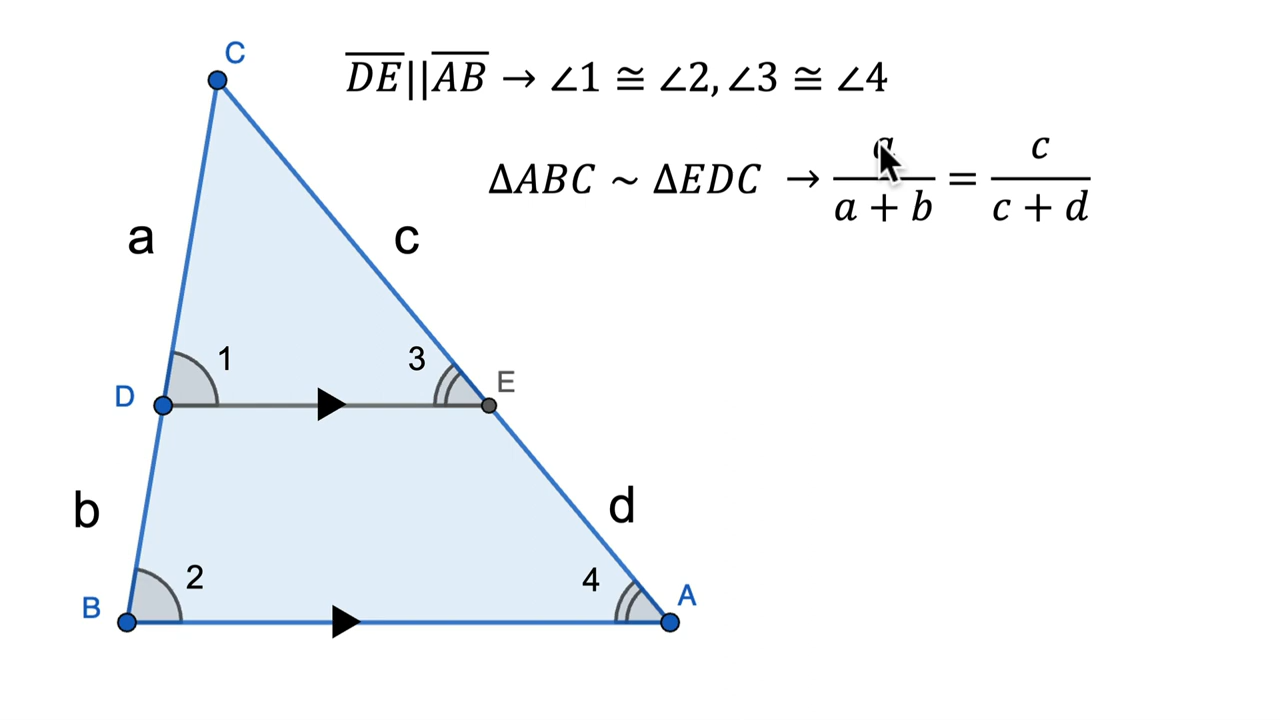 C
DE||AB → ∠1 ≅ ∠2, ∠3 ≅ ∠4
ΔABC ~ ΔEDC → a/(a + b) = c/(c + d)
a
c
1
3
E
D
b
d
2
4
A
B